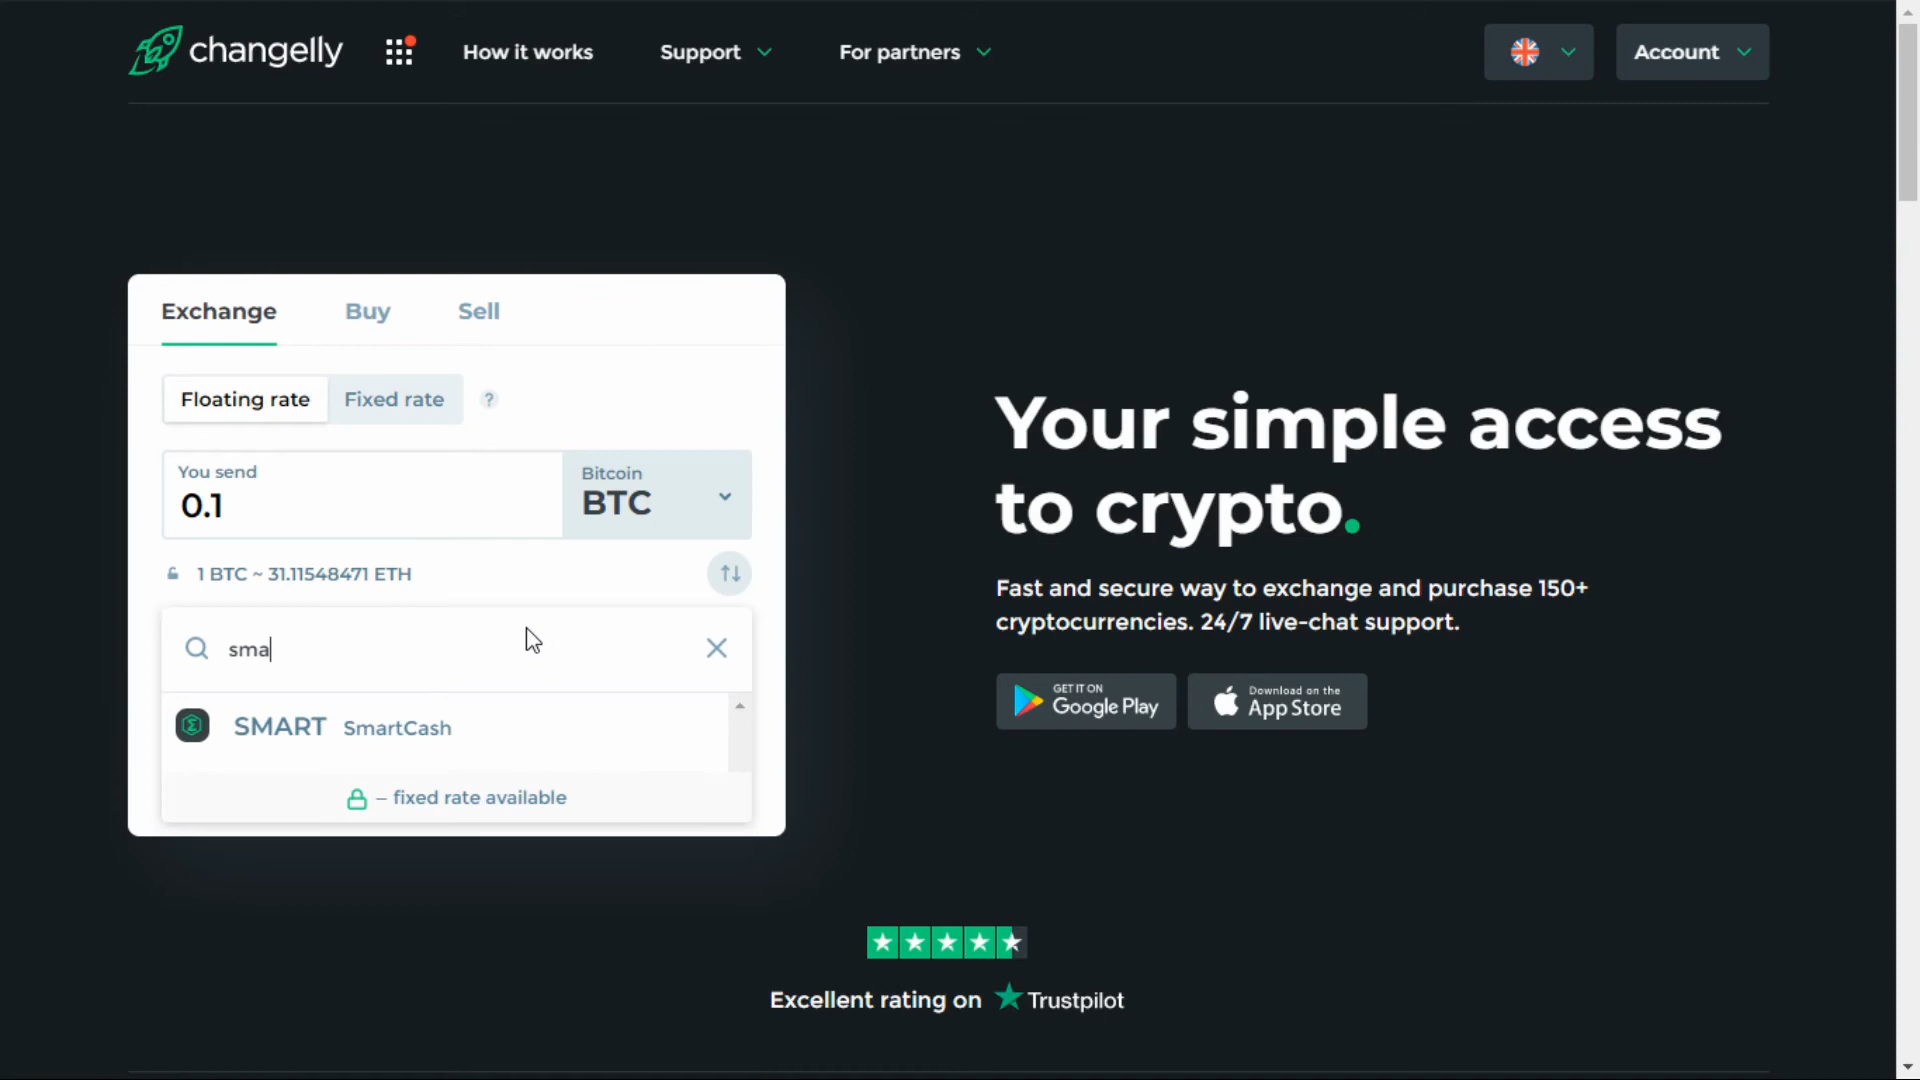 changelly
How it works
Support
For partners
Account
Exchange
Buy
Sell
Floating rate
Fixed rate
?
You send
0.1
Bitcoin
BTC
1 BTC ~ 31.11548471 ETH
sma
SMART SmartCash
– fixed rate available
Your simple access
to crypto.
Fast and secure way to exchange and purchase 150+
cryptocurrencies. 24/7 live-chat support.
GET IT ON
Google Play
Download on the
App Store
Excellent rating on Trustpilot